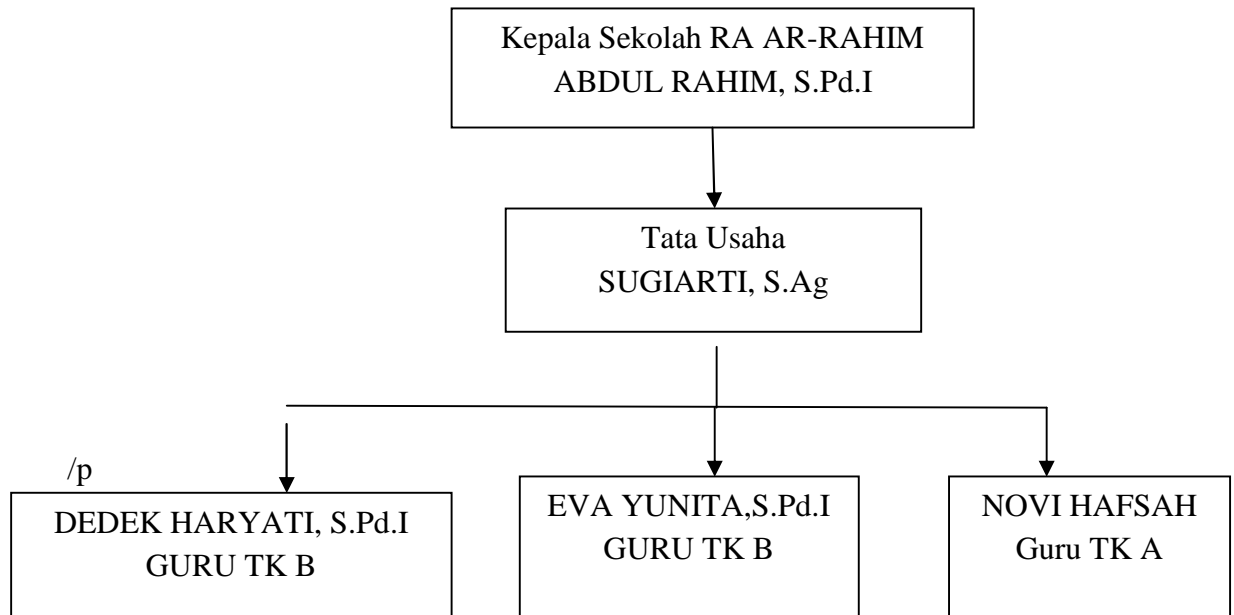 Kepala Sekolah RA AR-RAHIM
ABDUL RAHIM, S.Pd.I
Tata Usaha
SUGIARTI, S.Ag
/p
DEDEK HARYATI, S.Pd.I
GURU TK B
EVA YUNITA,S.Pd.I
GURU TK B
NOVI HAFSAH
Guru TK A